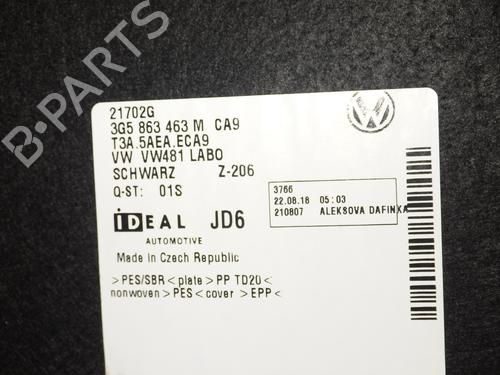 21702G
3G5 863 463 M CA9
T3A.5AEA.ECA9
VW VW481 LABO
SCHWARZ Z-206
Q-ST: 01S
3766
22.08.18 05:03
210807 ALEKSOVA DAFINKA
IDEAL JD6
AUTOMOTIVE
Made in Czech Republic
>PES/SBR< plate >PP TD20<
nonwoven >PES< cover >EPP<
B-PARTS